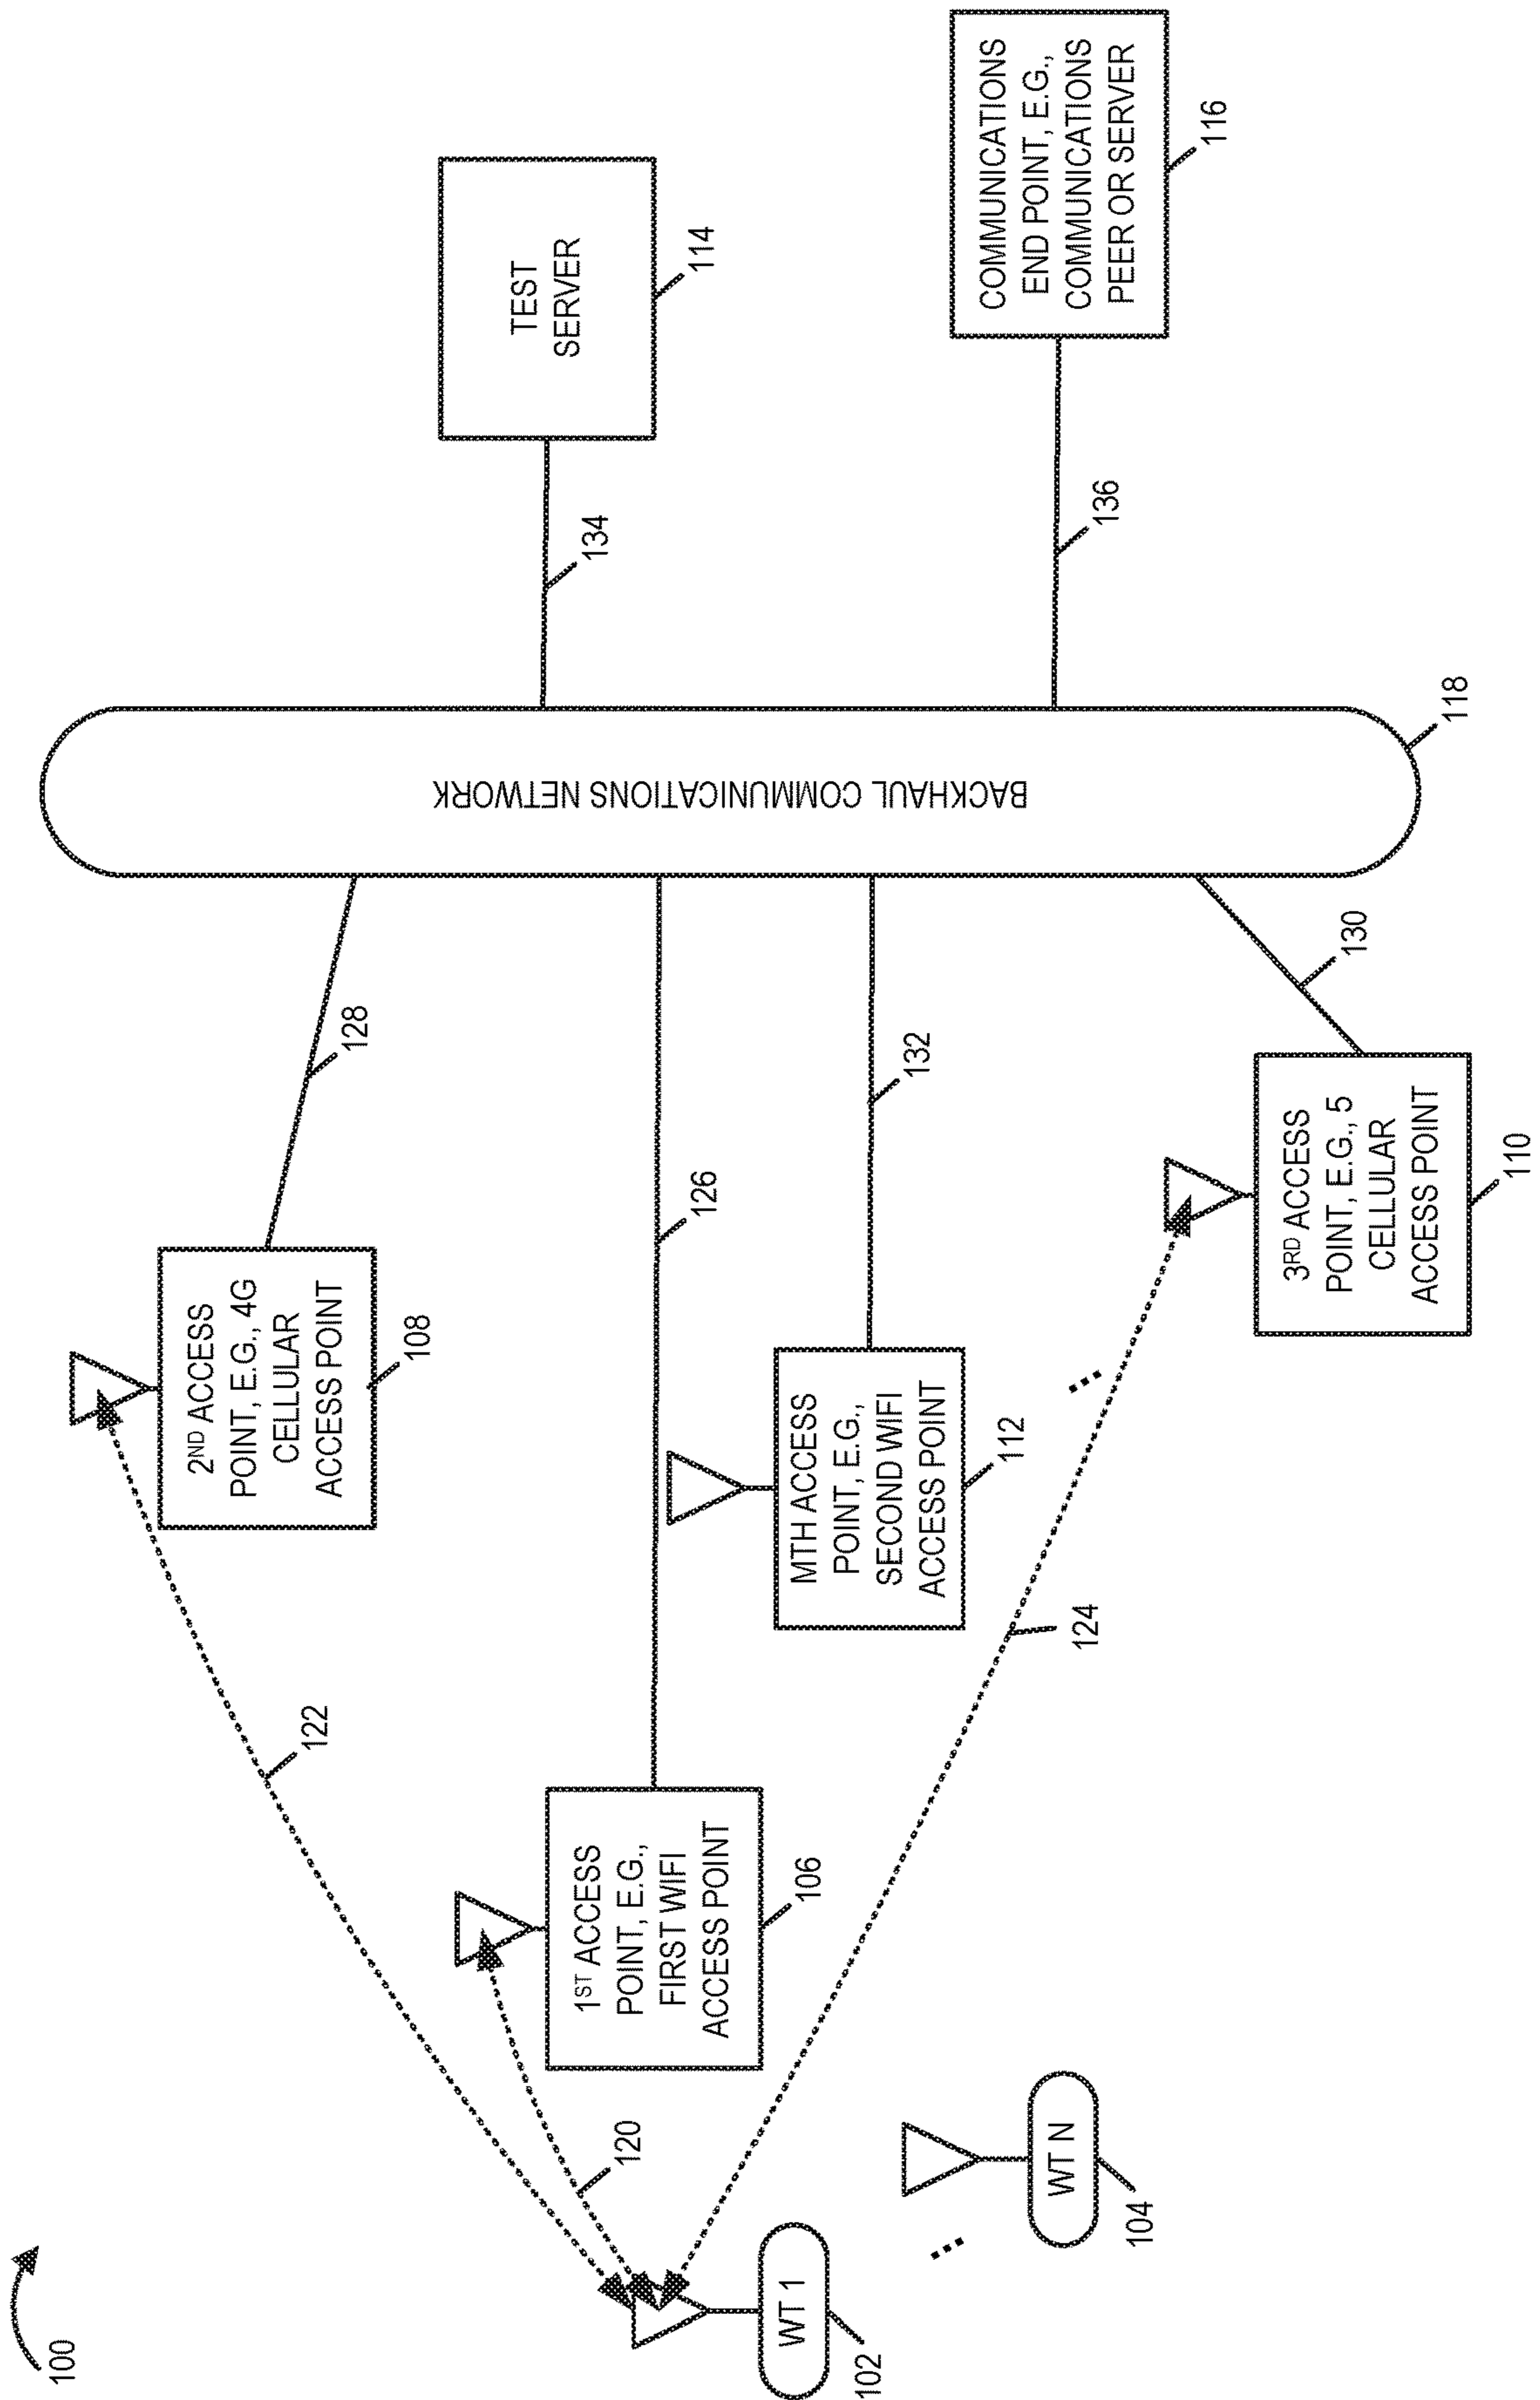 100
WT 1
102
WT N
104
120
122
124
1ST ACCESS
POINT, E.G.,
FIRST WIFI
ACCESS POINT
106
2ND ACCESS
POINT, E.G., 4G
CELLULAR
ACCESS POINT
108
MTH ACCESS
POINT, E.G.,
SECOND WIFI
ACCESS POINT
112
3RD ACCESS
POINT, E.G., 5
CELLULAR
ACCESS POINT
110
128
126
132
130
BACKHAUL COMMUNICATIONS NETWORK
118
134
136
TEST
SERVER
114
COMMUNICATIONS
END POINT, E.G.,
COMMUNICATIONS
PEER OR SERVER
116